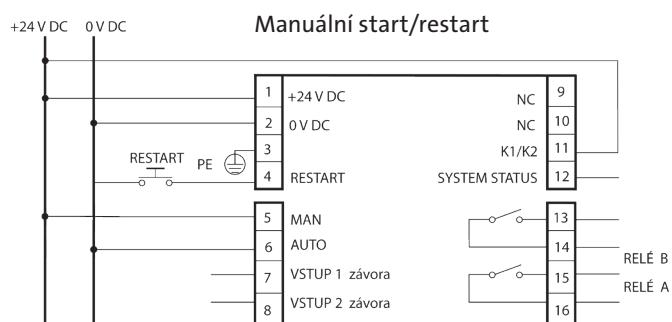 Manuální start/restart
+24 V DC 0 V DC
1 +24 V DC NC 9
2 0 V DC NC 10
3 K1/K2 11
RESTART PE
4 RESTART SYSTEM STATUS 12
5 MAN 13
6 AUTO 14
RELÉ B
7 VSTUP 1 závora 15
RELÉ A
8 VSTUP 2 závora 16